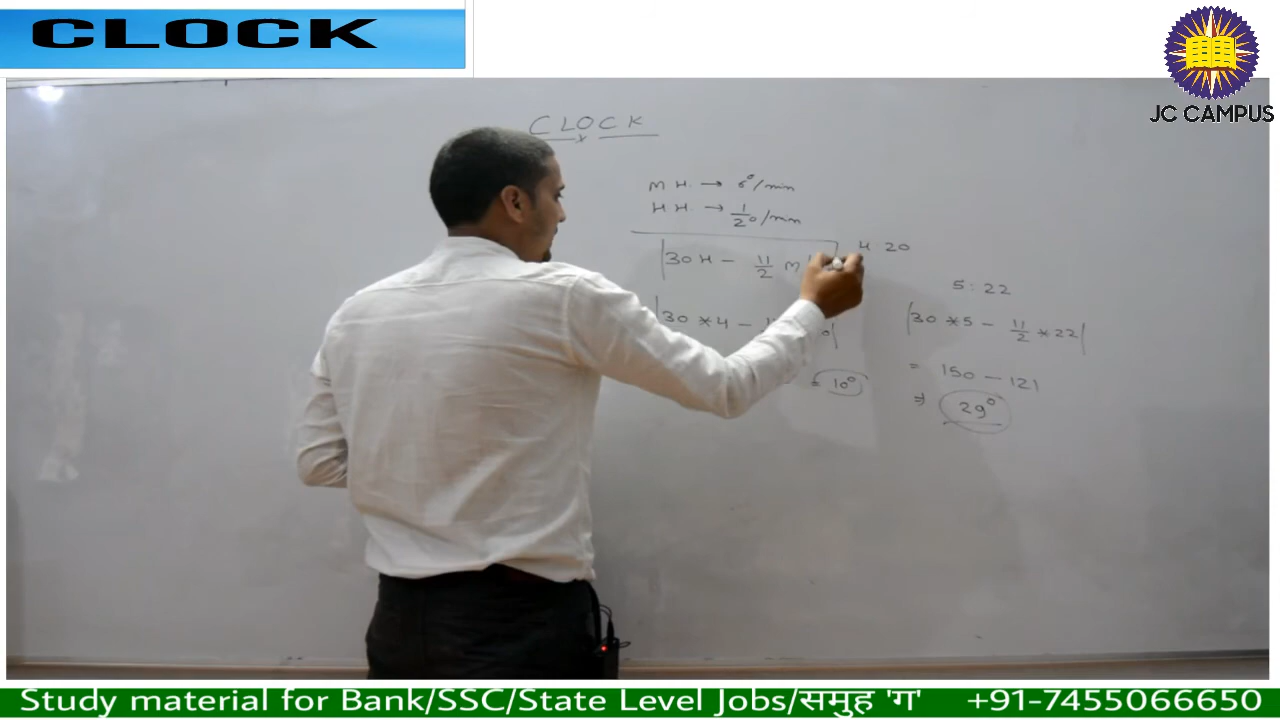 CLOCK
JC CAMPUS
CLOCK
M H. → 6°/min
H H. → 1/2°/min
|30 H - 11/2 M
4:20
|30 * 4 -
= 10°
5:22
|30 * 5 - 11/2 * 22|
= 150 - 121
⇒ 29°
Study material for Bank/SSC/State Level Jobs/समुह 'ग' +91-7455066650